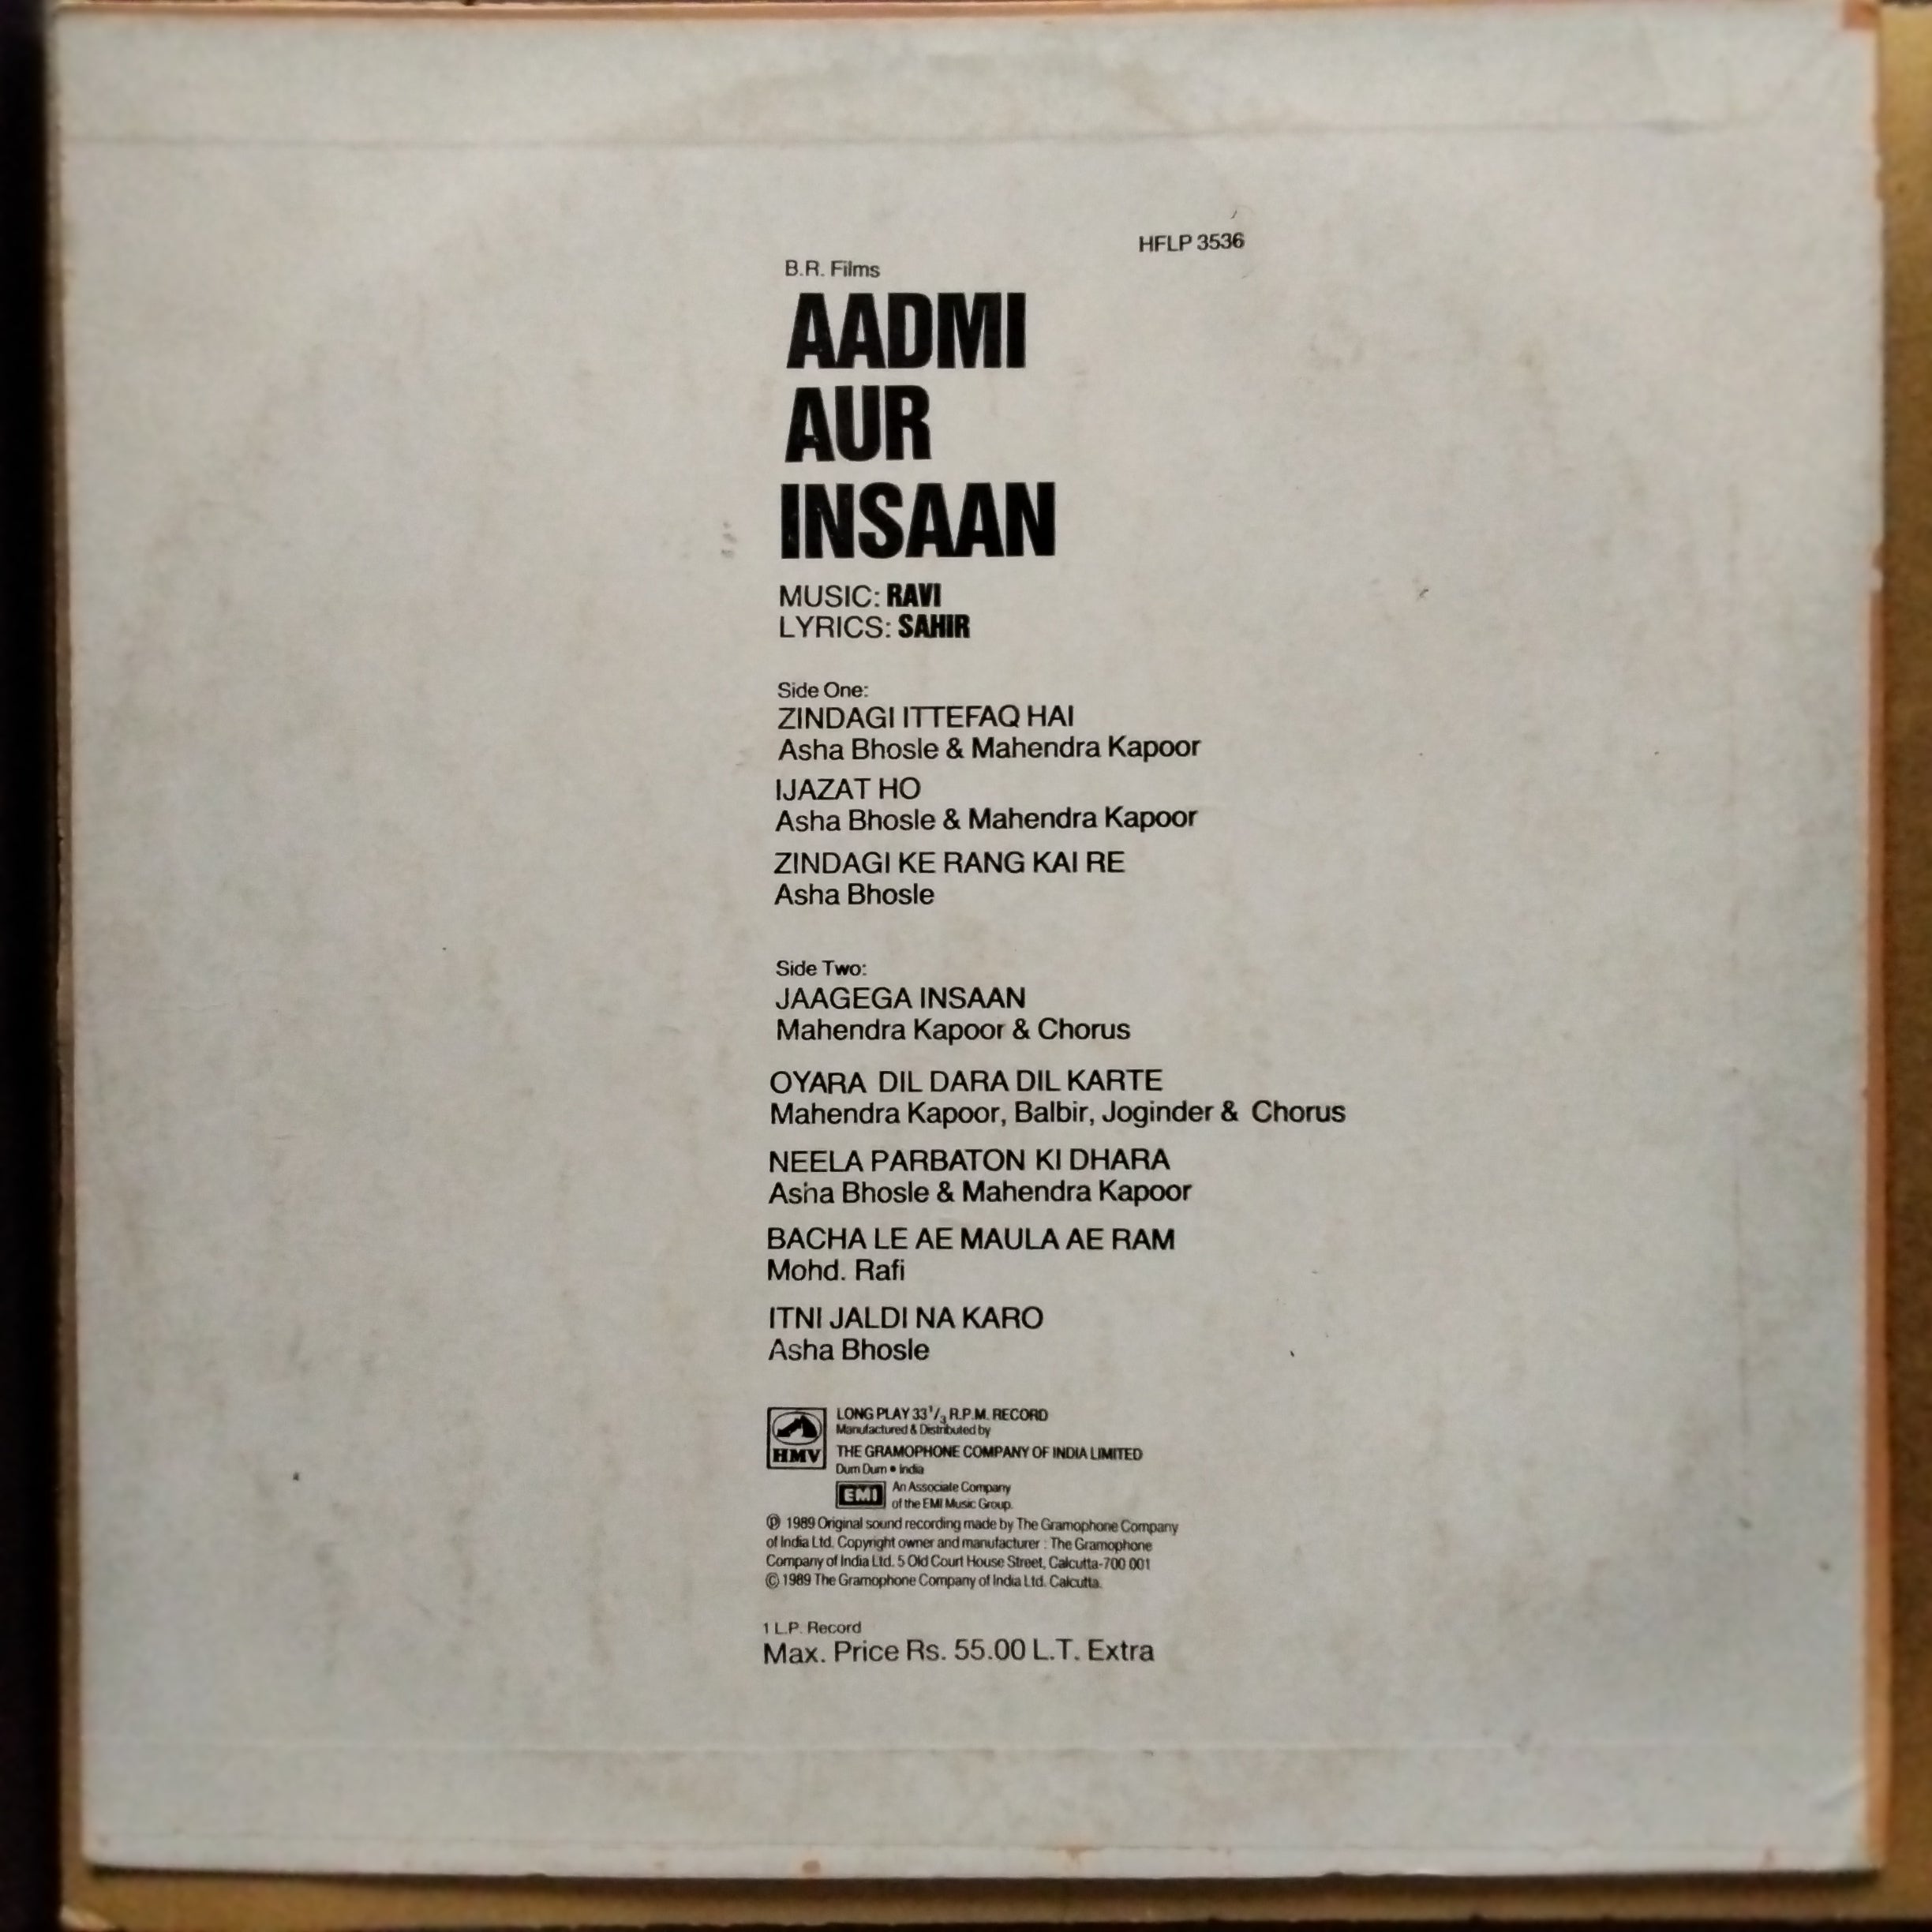 HFLP 3536
B.R. Films
AADMI
AUR
INSAAN
MUSIC: RAVI
LYRICS: SAHIR
Side One:
ZINDAGI ITTEFAQ HAI
Asha Bhosle & Mahendra Kapoor
IJAZAT HO
Asha Bhosle & Mahendra Kapoor
ZINDAGI KE RANG KAI RE
Asha Bhosle
Side Two:
JAAGEGA INSAAN
Mahendra Kapoor & Chorus
OYARA DIL DARA DIL KARTE
Mahendra Kapoor, Balbir, Joginder & Chorus
NEELA PARBATON KI DHARA
Asha Bhosle & Mahendra Kapoor
BACHA LE AE MAULA AE RAM
Mohd. Rafi
ITNI JALDI NA KARO
Asha Bhosle
HMV
LONG PLAY 33 1/3 R.P.M. RECORD
Manufactured & Distributed by
THE GRAMOPHONE COMPANY OF INDIA LIMITED
Dum Dum • India
EMI
An Associate Company
of the EMI Music Group.
℗ 1989 Original sound recording made by The Gramophone Company
of India Ltd. Copyright owner and manufacturer : The Gramophone
Company of India Ltd. 5 Old Court House Street, Calcutta-700 001
© 1989 The Gramophone Company of India Ltd. Calcutta.
1 L.P. Record
Max. Price Rs. 55.00 L.T. Extra